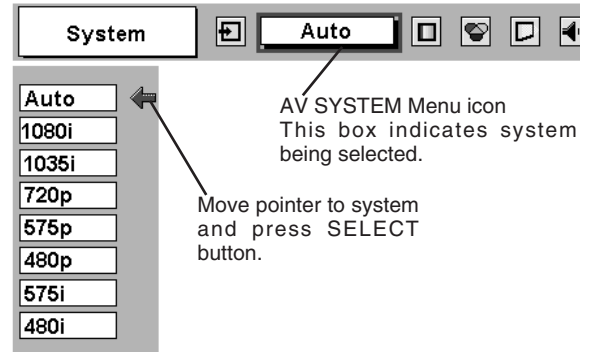 System
Auto
Auto
1080i
1035i
720p
575p
480p
575i
480i
AV SYSTEM Menu icon
This box indicates system
being selected.
Move pointer to system
and press SELECT
button.